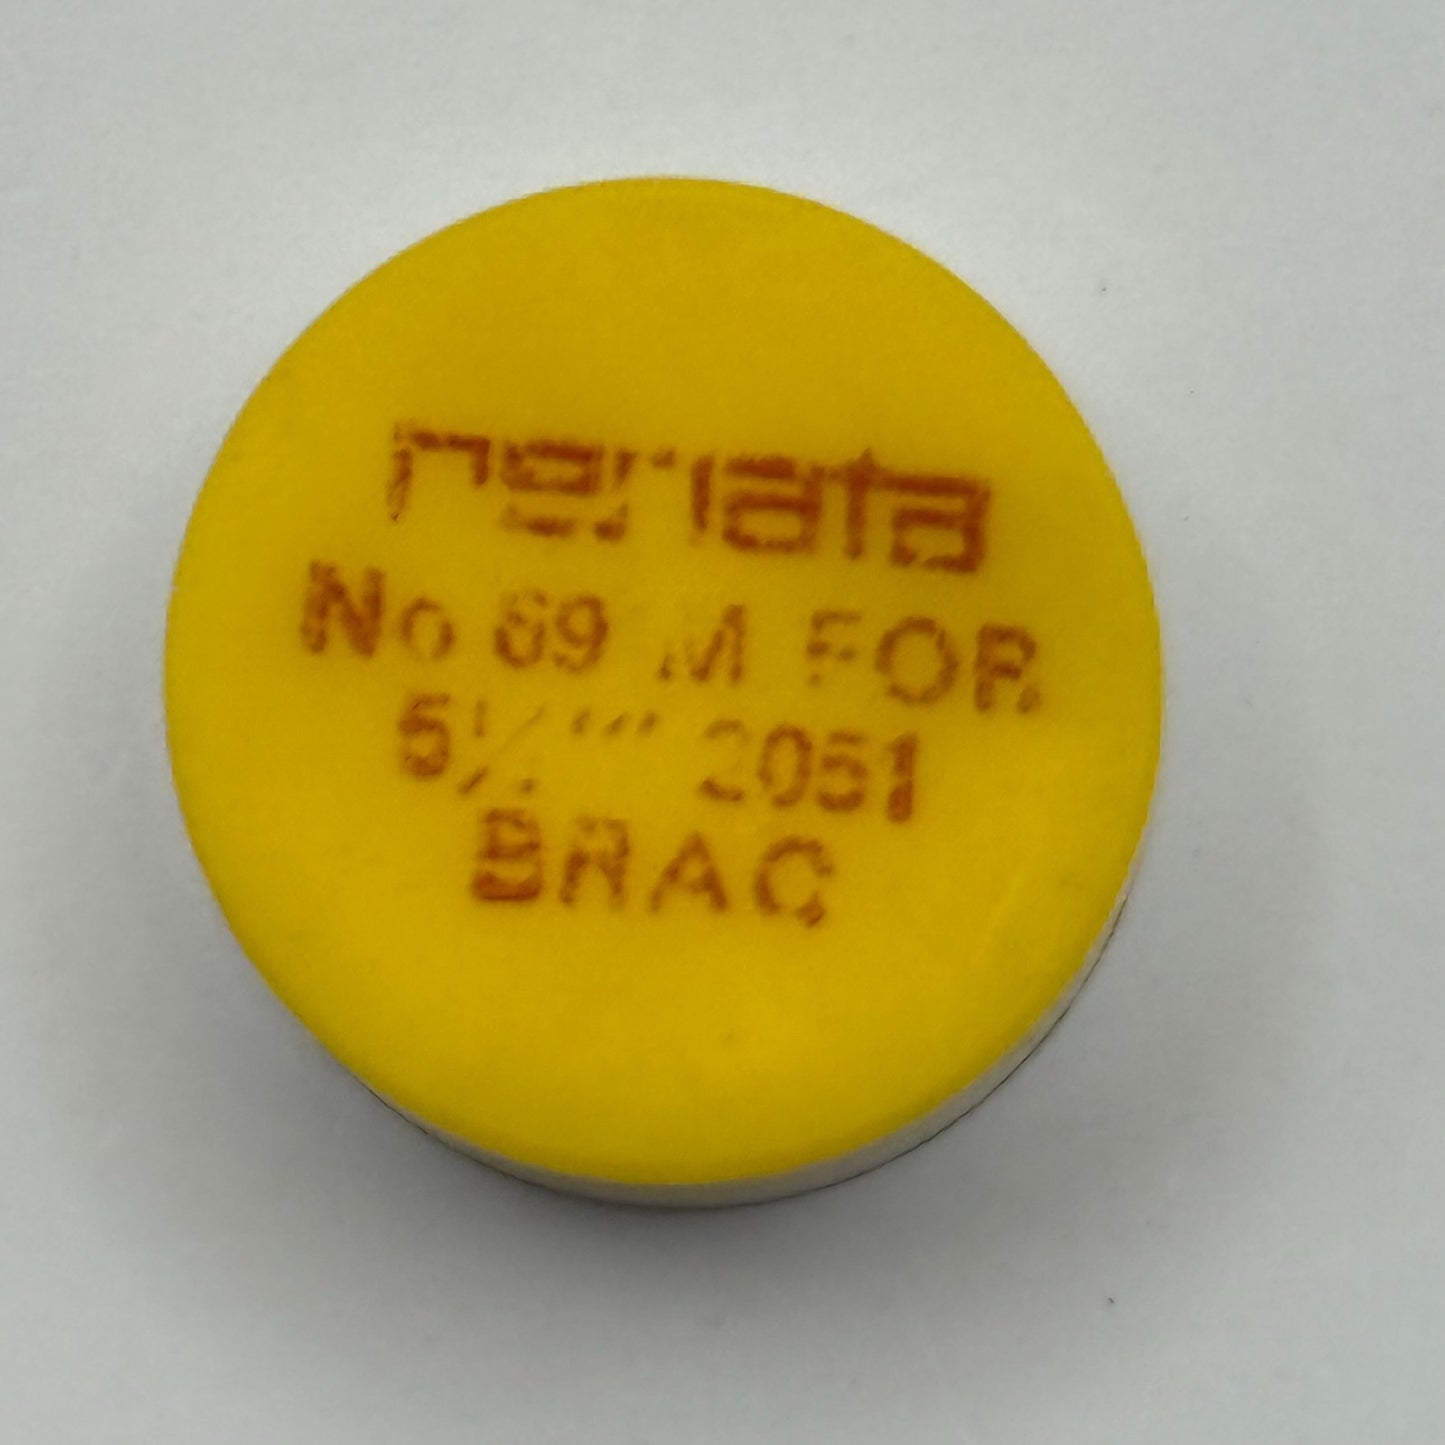 renata
No 69 M FOR
5½ ''' 2051
BRAC